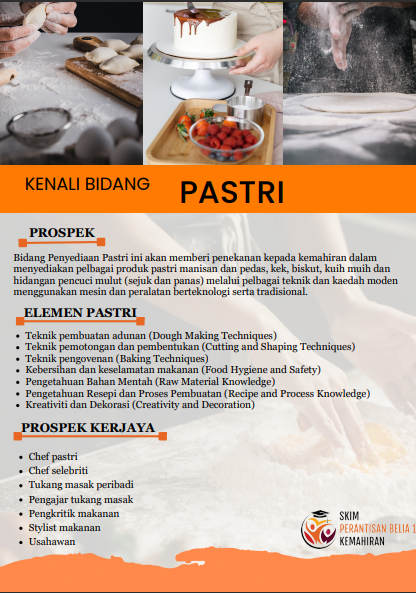 KENALI BIDANG PASTRI
PROSPEK
Bidang Penyediaan Pastri ini akan memberi penekanan kepada kemahiran dalam
menyediakan pelbagai produk pastri manisan dan pedas, kek, biskut, kuih muih dan
hidangan pencuci mulut (sejuk dan panas) melalui pelbagai teknik dan kaedah moden
menggunakan mesin dan peralatan berteknologi serta tradisional.
ELEMEN PASTRI
• Teknik pembuatan adunan (Dough Making Techniques)
• Teknik pemotongan dan pembentukan (Cutting and Shaping Techniques)
• Teknik pengovenan (Baking Techniques)
• Kebersihan dan keselamatan makanan (Food Hygiene and Safety)
• Pengetahuan Bahan Mentah (Raw Material Knowledge)
• Pengetahuan Resepi dan Proses Pembuatan (Recipe and Process Knowledge)
• Kreativiti dan Dekorasi (Creativity and Decoration)
PROSPEK KERJAYA
• Chef pastri
• Chef selebriti
• Tukang masak peribadi
• Pengajar tukang masak
• Pengkritik makanan
• Stylist makanan
• Usahawan
SKIM
PERANTISAN BELIA 1
KEMAHIRAN